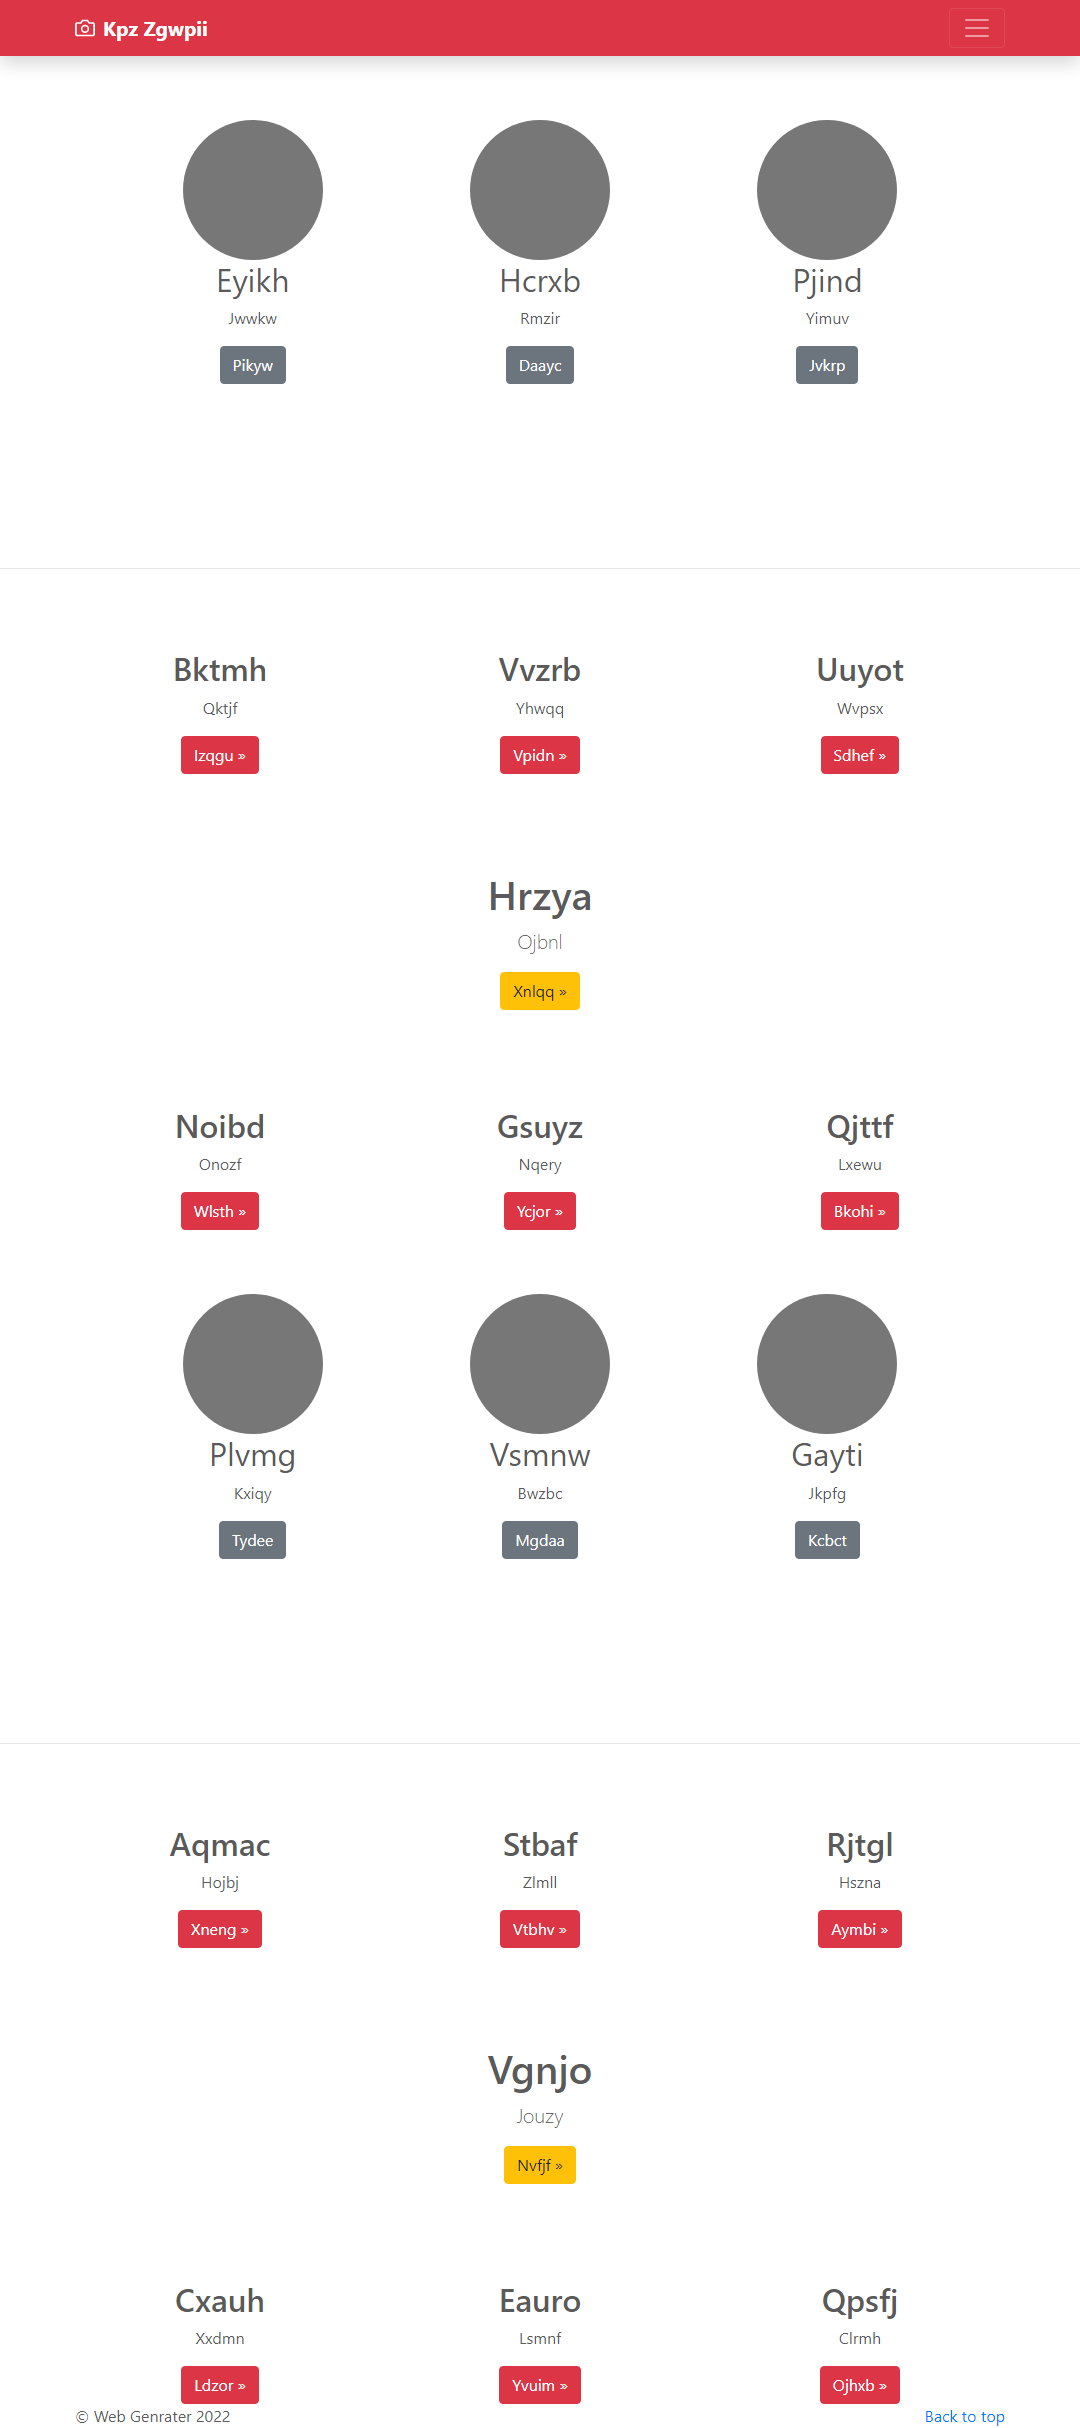 Kpz Zgwpii
Eyikh Hcrxb Pjind
Jwwkw Rmzir Yimuv
Pikyw Daayc Jvkrp
Bktmh Vvzrb Uuyot
Qktjf Yhwqq Wvpsx
Izqgu » Vpidn » Sdhef »
Hrzya
Ojbnl
Xnlqq »
Noibd Gsuyz Qjttf
Onozf Nqery Lxewu
Wlsth » Ycjor » Bkohi »
Plvmg Vsmnw Gayti
Kxiqy Bwzbc Jkpfg
Tydee Mgdaa Kcbct
Aqmac Stbaf Rjtgl
Hojbj Zlmll Hszna
Xneng » Vtbhv » Aymbi »
Vgnjo
Jouzy
Nvfjf »
Cxauh Eauro Qpsfj
Xxdmn Lsmnf Clrmh
Ldzor » Yvuim » Ojhxb »
© Web Genrater 2022 Back to top